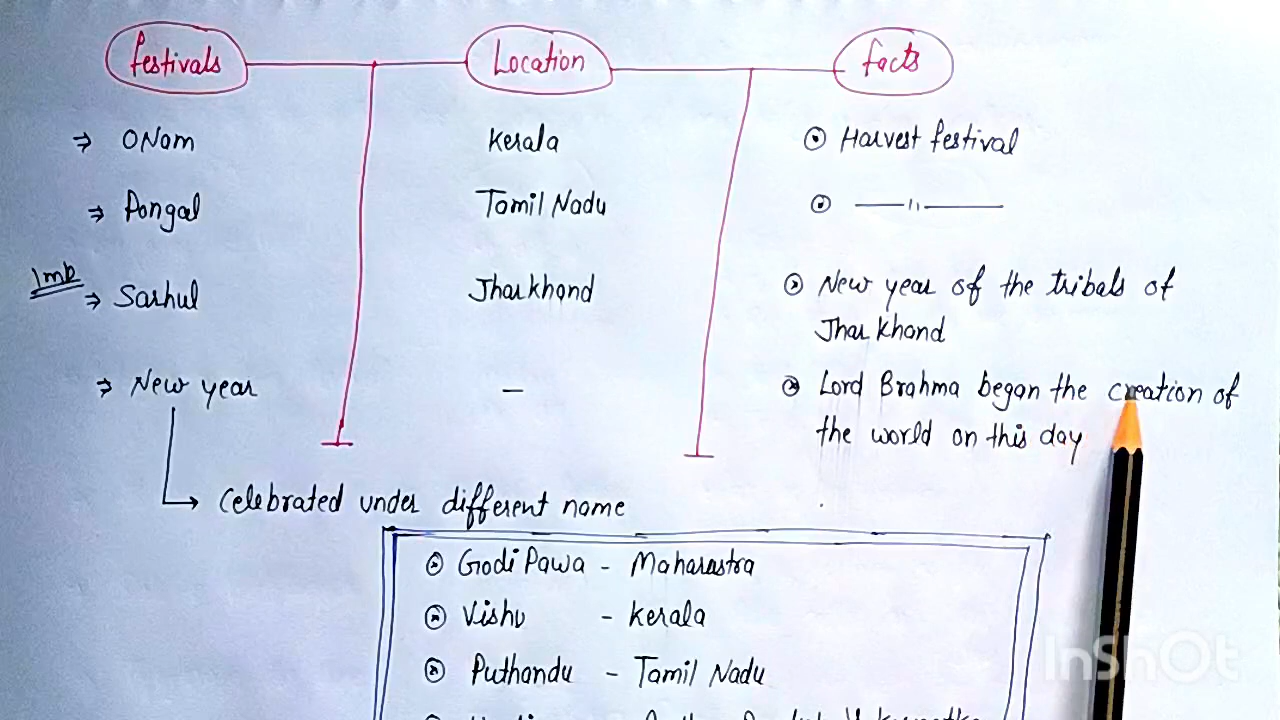 Festivals Location Facts
⇒ ONam Kerala ⊙ Harvest festival
⇒ Pongal Tamil Nadu ⊙ —〃—
Imp
⇒ Sarhul Jharkhand ⊙ New year of the tribals of
Jharkhand
⇒ New year — ⊙ Lord Brahma began the creation of
the world on this day
→ Celebrated under different name
⊙ Godi Pawa - Maharastra
⊙ Vishu - Kerala
⊙ Puthandu - Tamil Nadu
InShOt